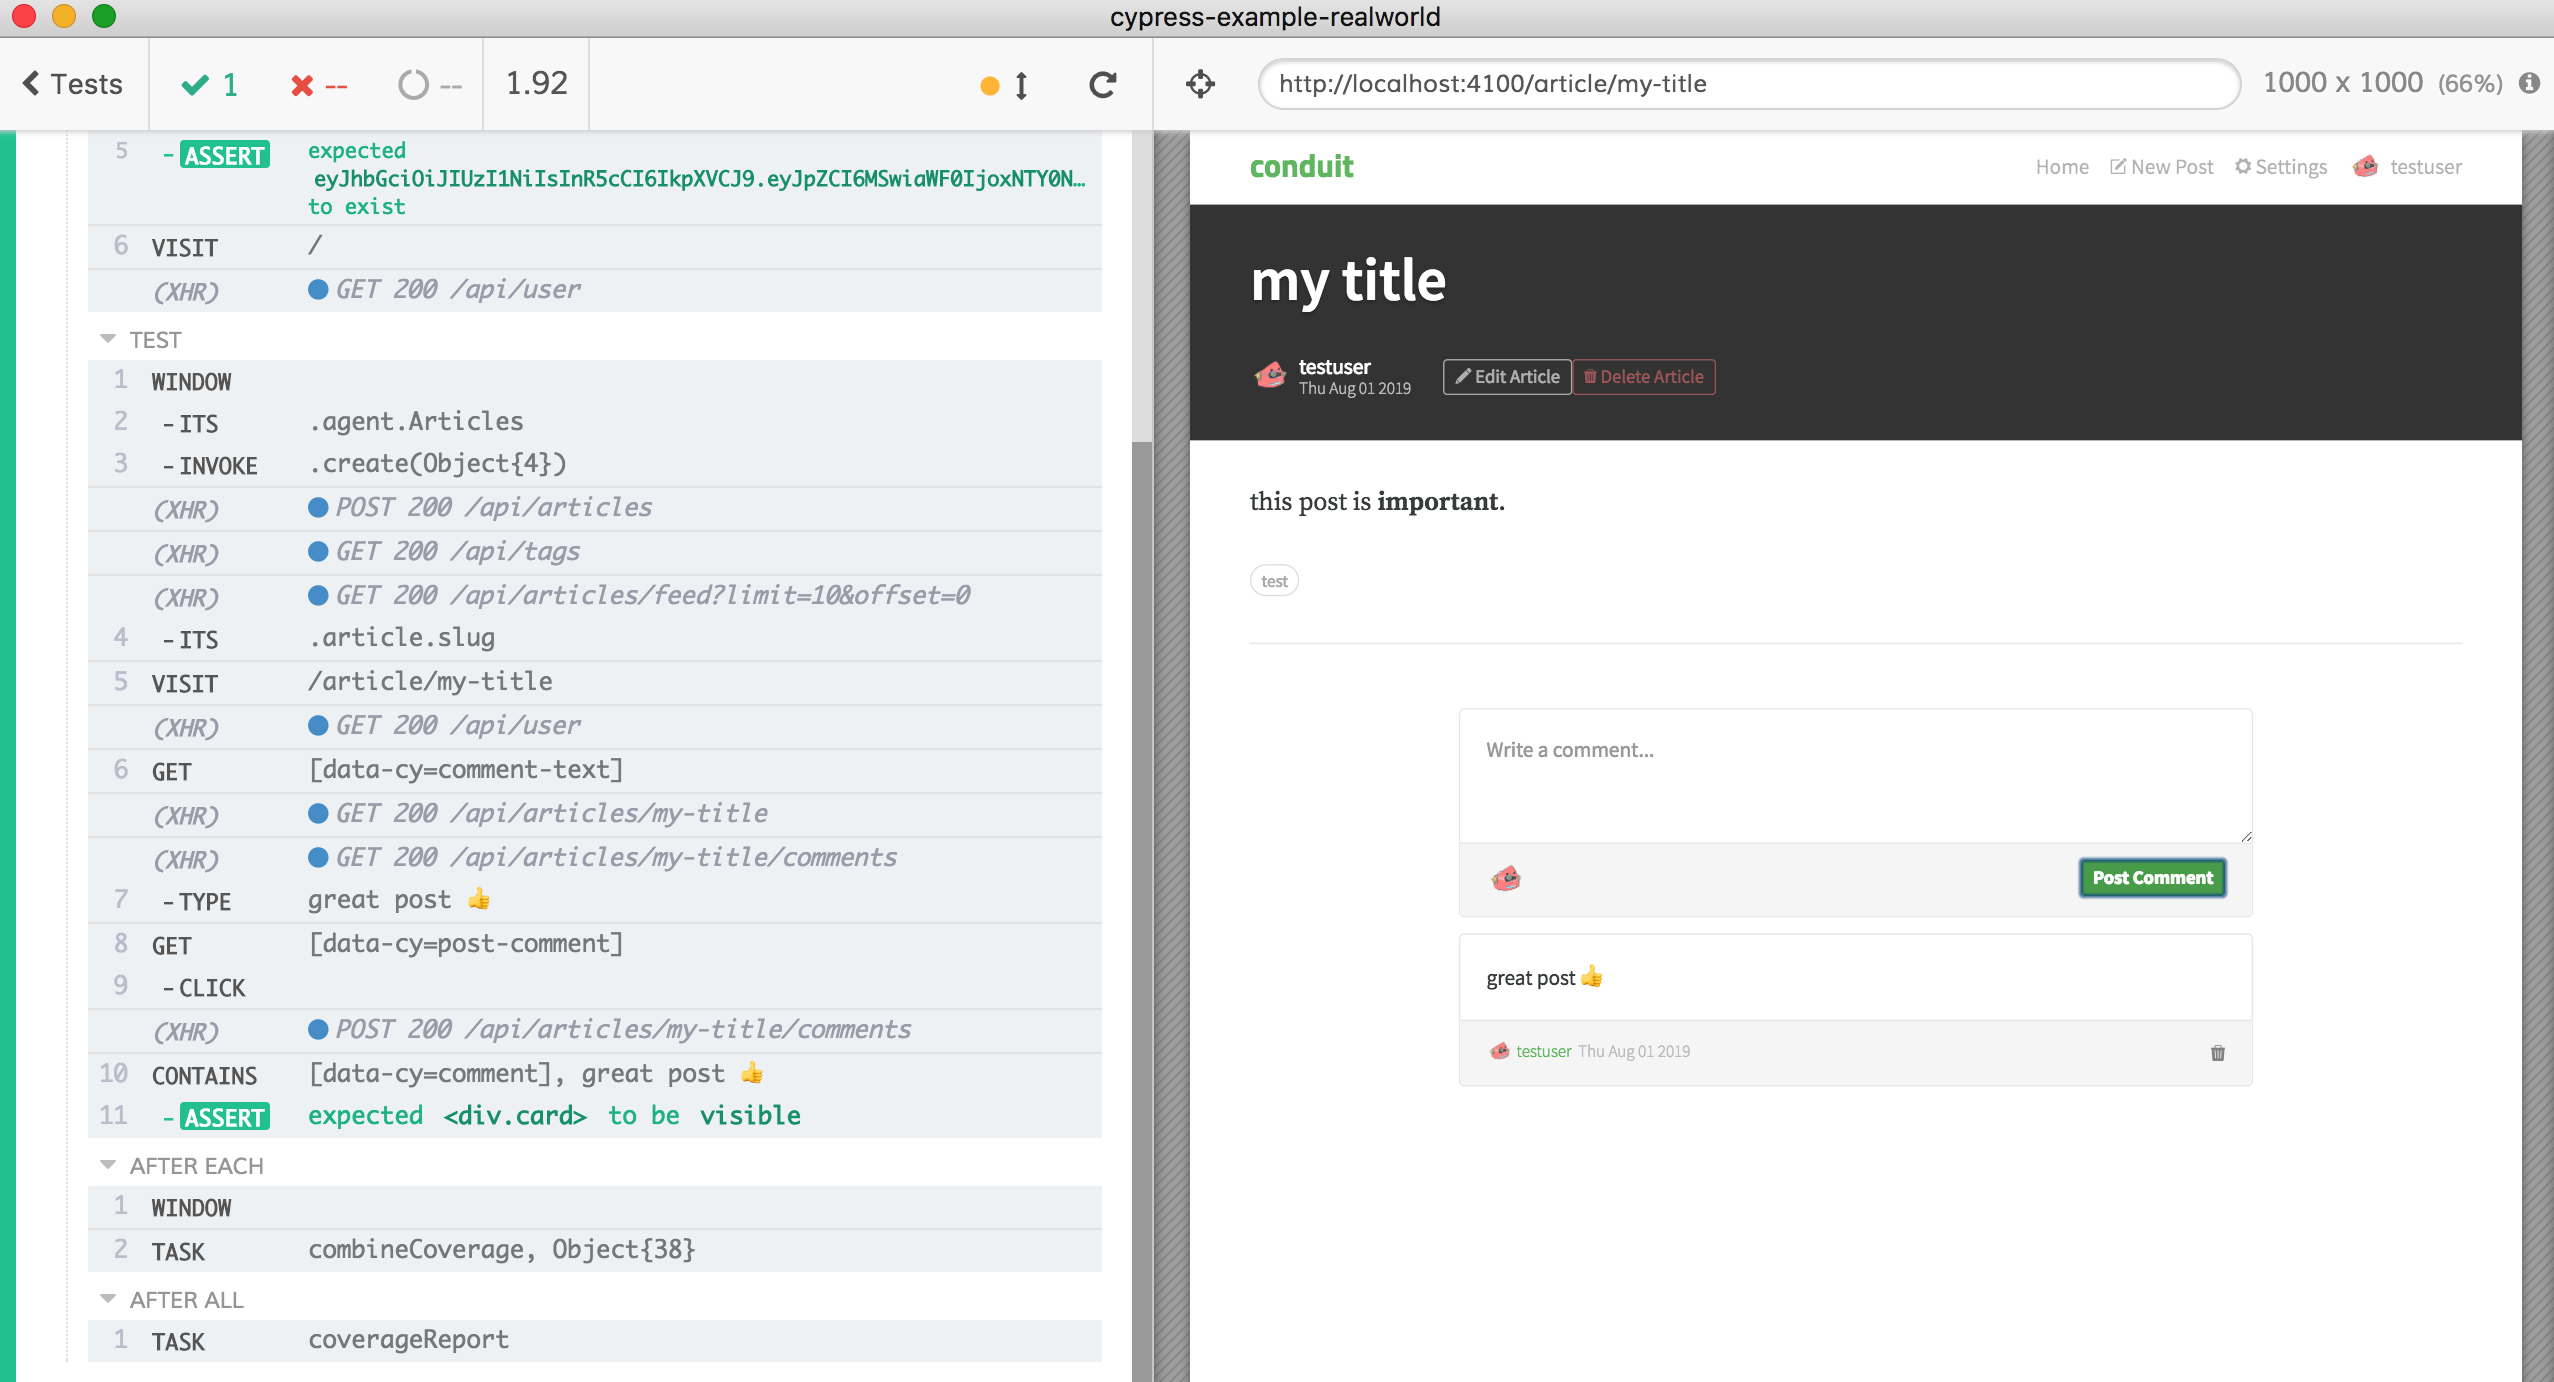 cypress-example-realworld
Tests
1
--
--
1.92
http://localhost:4100/article/my-title
1000 x 1000 (66%)
5 - ASSERT expected
eyJhbGciOiJIUzI1NiIsInR5cCI6IkpXVCJ9.eyJpZCI6MSwiaWF0IjoxNTY0N…
to exist
6 VISIT /
(XHR) GET 200 /api/user
TEST
1 WINDOW
2 - ITS .agent.Articles
3 - INVOKE .create(Object{4})
(XHR) POST 200 /api/articles
(XHR) GET 200 /api/tags
(XHR) GET 200 /api/articles/feed?limit=10&offset=0
4 - ITS .article.slug
5 VISIT /article/my-title
(XHR) GET 200 /api/user
6 GET [data-cy=comment-text]
(XHR) GET 200 /api/articles/my-title
(XHR) GET 200 /api/articles/my-title/comments
7 - TYPE great post 👍
8 GET [data-cy=post-comment]
9 - CLICK
(XHR) POST 200 /api/articles/my-title/comments
10 CONTAINS [data-cy=comment], great post 👍
11 - ASSERT expected <div.card> to be visible
AFTER EACH
1 WINDOW
2 TASK combineCoverage, Object{38}
AFTER ALL
1 TASK coverageReport
conduit
Home New Post Settings testuser
my title
testuser
Thu Aug 01 2019
Edit Article
Delete Article
this post is important.
test
Write a comment...
Post Comment
great post 👍
testuser Thu Aug 01 2019